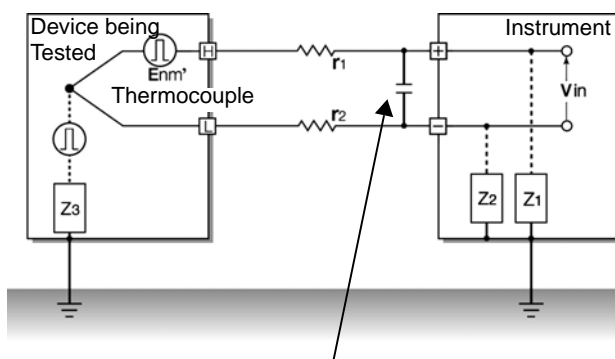 Device being
Tested
Instrument
H
r1
+
Enm'
Thermocouple
Vin
L
r2
−
Z3
Z2
Z1